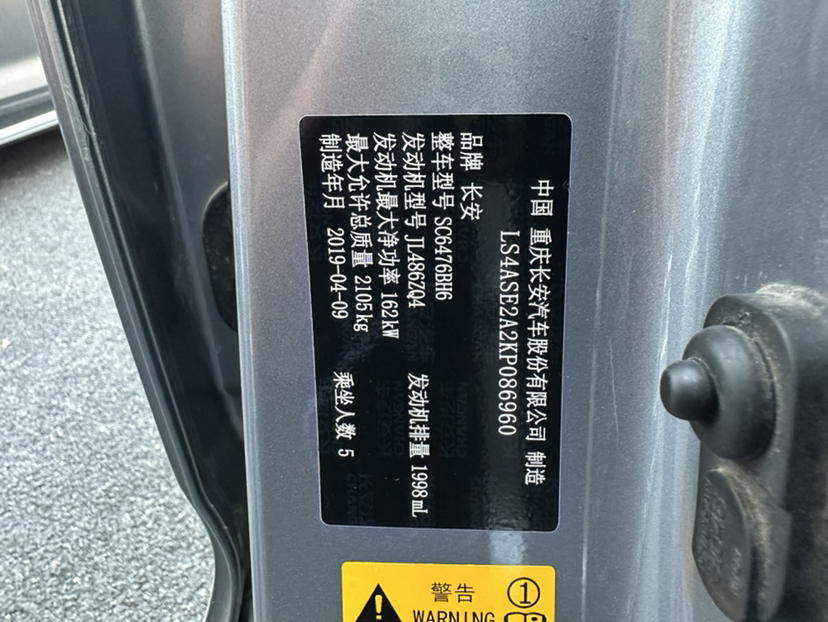 中国 重庆长安汽车股份有限公司 制造
LS4ASE2A2KP086960
品牌 长安
整车型号 SC6476BH6
发动机型号 JL486ZQ4 发动机排量 1998mL
发动机最大净功率 162kW
最大允许总质量 2105kg
制造年月 2019-04-09 乘坐人数 5
警告 ①
WARNING